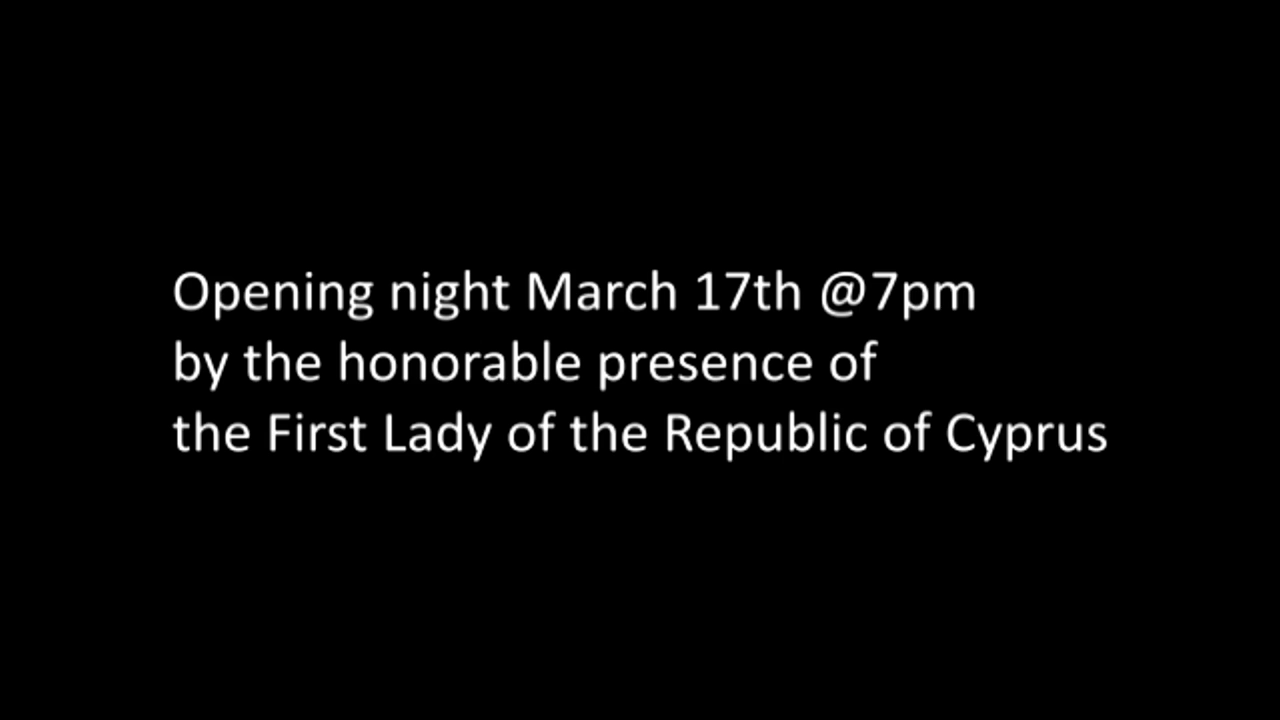 Opening night March 17th @7pm
by the honorable presence of
the First Lady of the Republic of Cyprus